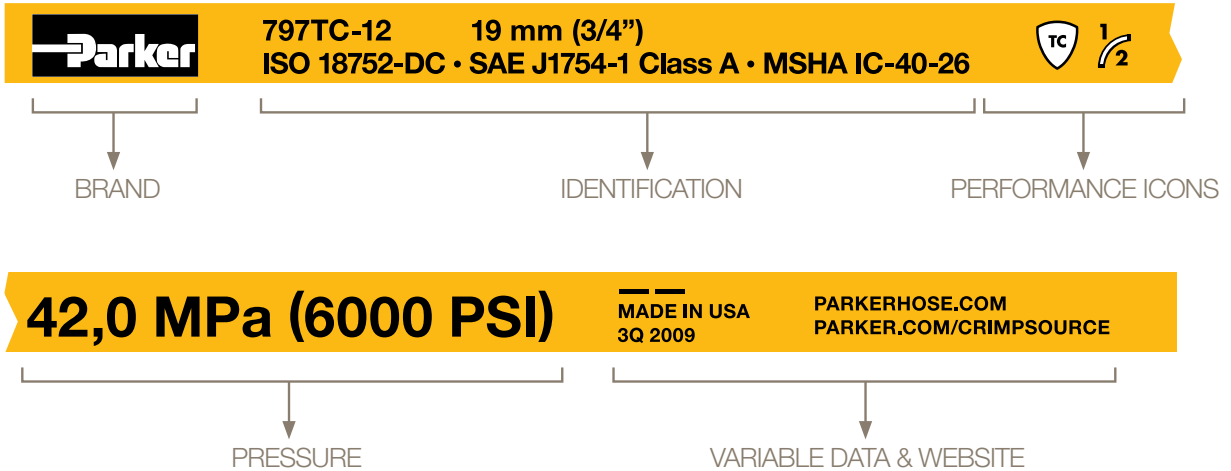 Parker
797TC-12 19 mm (3/4”)
ISO 18752-DC • SAE J1754-1 Class A • MSHA IC-40-26
TC
1/2
BRAND
IDENTIFICATION
PERFORMANCE ICONS
42,0 MPa (6000 PSI)
MADE IN USA
3Q 2009
PARKERHOSE.COM
PARKER.COM/CRIMPSOURCE
PRESSURE
VARIABLE DATA & WEBSITE